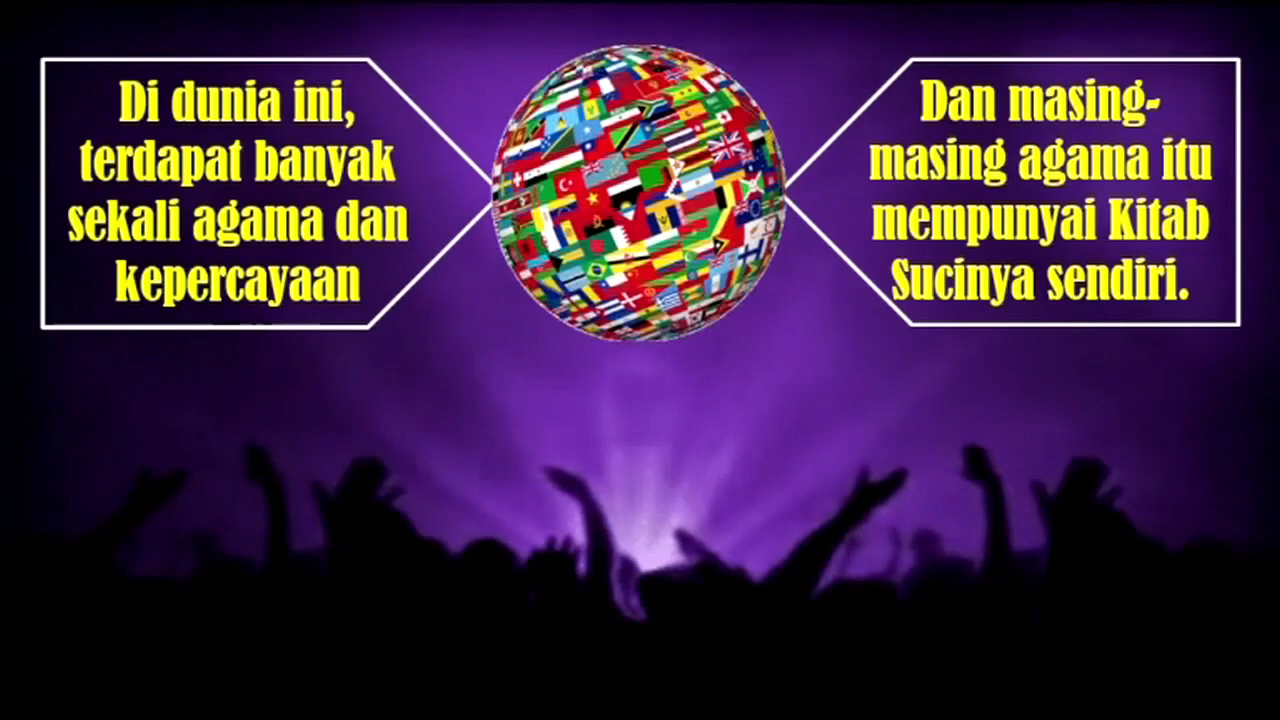 Di dunia ini,
terdapat banyak
sekali agama dan
kepercayaan
Dan masing-
masing agama itu
mempunyai Kitab
Sucinya sendiri.